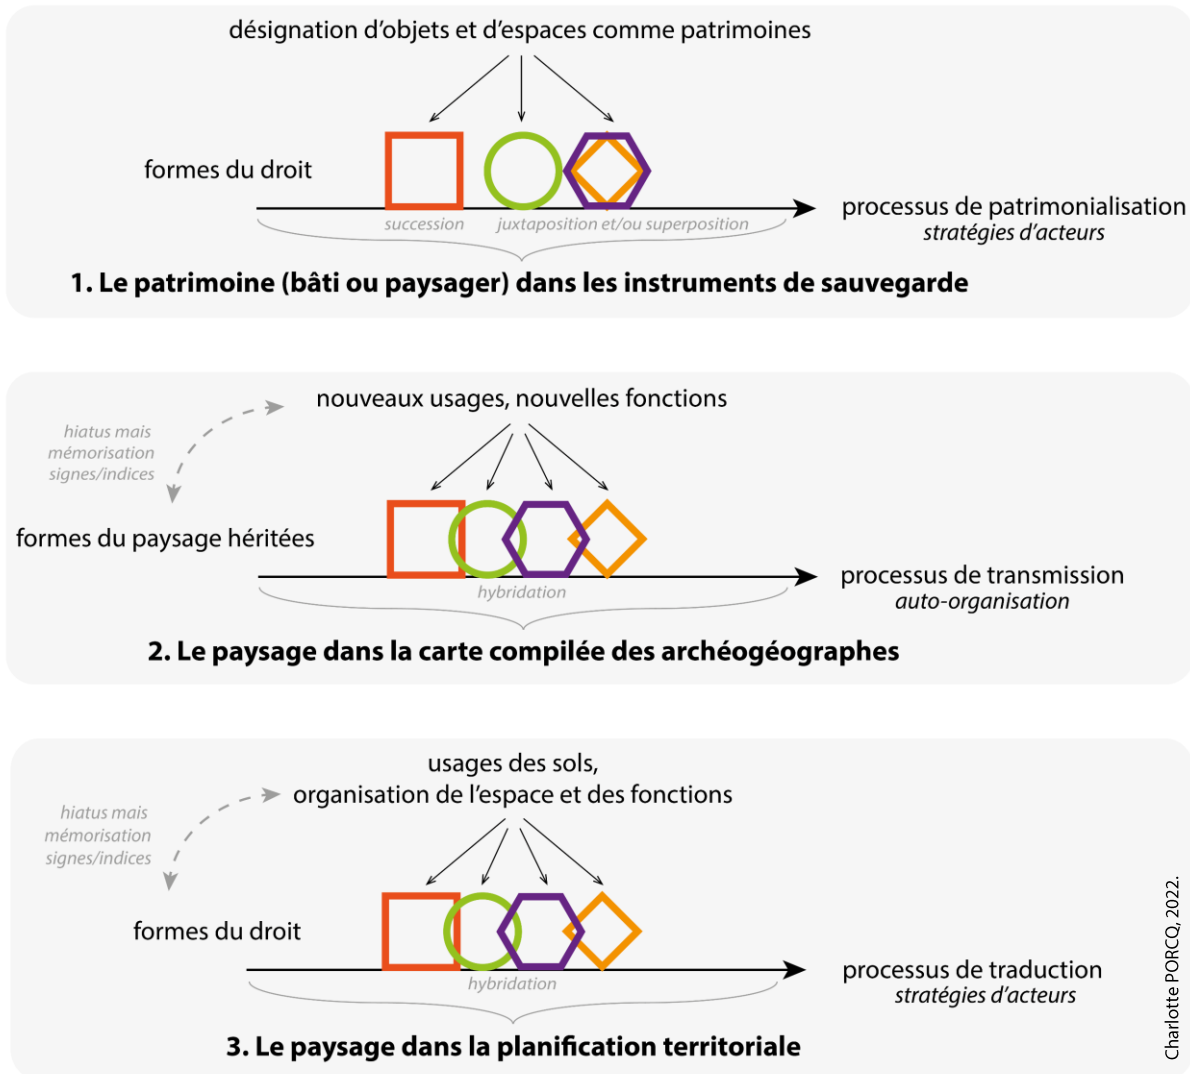 désignation d’objets et d’espaces comme patrimoines
formes du droit
succession
juxtaposition et/ou superposition
processus de patrimonialisation
stratégies d’acteurs
1. Le patrimoine (bâti ou paysager) dans les instruments de sauvegarde
nouveaux usages, nouvelles fonctions
hiatus mais
mémorisation
signes/indices
formes du paysage héritées
hybridation
processus de transmission
auto-organisation
2. Le paysage dans la carte compilée des archéogéographes
usages des sols,
organisation de l’espace et des fonctions
hiatus mais
mémorisation
signes/indices
formes du droit
hybridation
processus de traduction
stratégies d’acteurs
3. Le paysage dans la planification territoriale
Charlotte PORCQ, 2022.